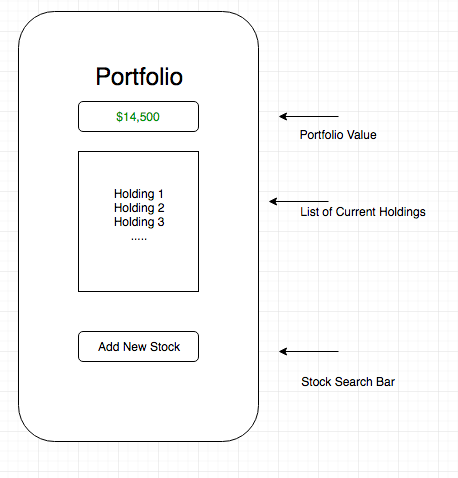 Portfolio
$14,500
Portfolio Value
Holding 1
Holding 2
Holding 3
.....
List of Current Holdings
Add New Stock
Stock Search Bar